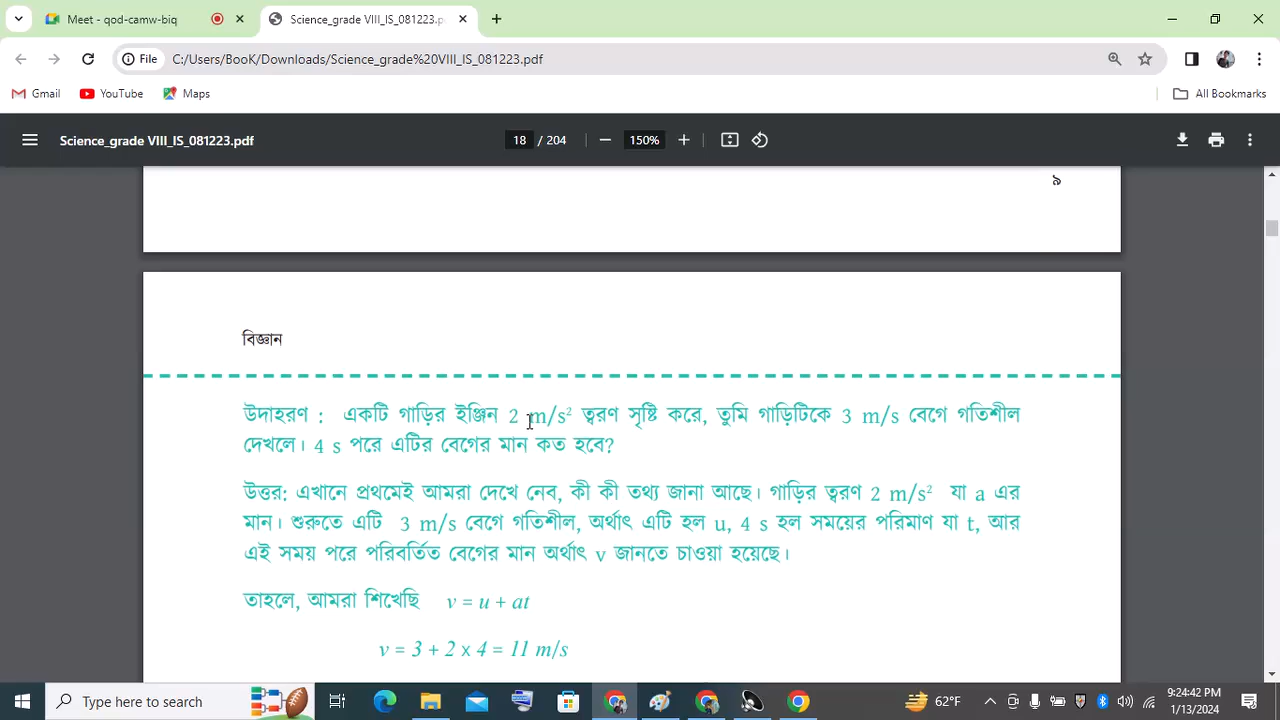 Meet - qod-camw-biq
Science_grade VIII_IS_081223.p
File C:/Users/BooK/Downloads/Science_grade%20VIII_IS_081223.pdf
Gmail YouTube Maps All Bookmarks
Science_grade VIII_IS_081223.pdf 18 / 204 150%
৯
বিজ্ঞান
উদাহরণ : একটি গাড়ির ইঞ্জিন 2 m/s² ত্বরণ সৃষ্টি করে, তুমি গাড়িটিকে 3 m/s বেগে গতিশীল
দেখলে। 4 s পরে এটির বেগের মান কত হবে?
উত্তর: এখানে প্রথমেই আমরা দেখে নেব, কী কী তথ্য জানা আছে। গাড়ির ত্বরণ 2 m/s² যা a এর
মান। শুরুতে এটি 3 m/s বেগে গতিশীল, অর্থাৎ এটি হল u, 4 s হল সময়ের পরিমাণ যা t, আর
এই সময় পরে পরিবর্তিত বেগের মান অর্থাৎ v জানতে চাওয়া হয়েছে।
তাহলে, আমরা শিখেছি v = u + at
v = 3 + 2 x 4 = 11 m/s
Type here to search 62°F 9:24:42 PM
1/13/2024